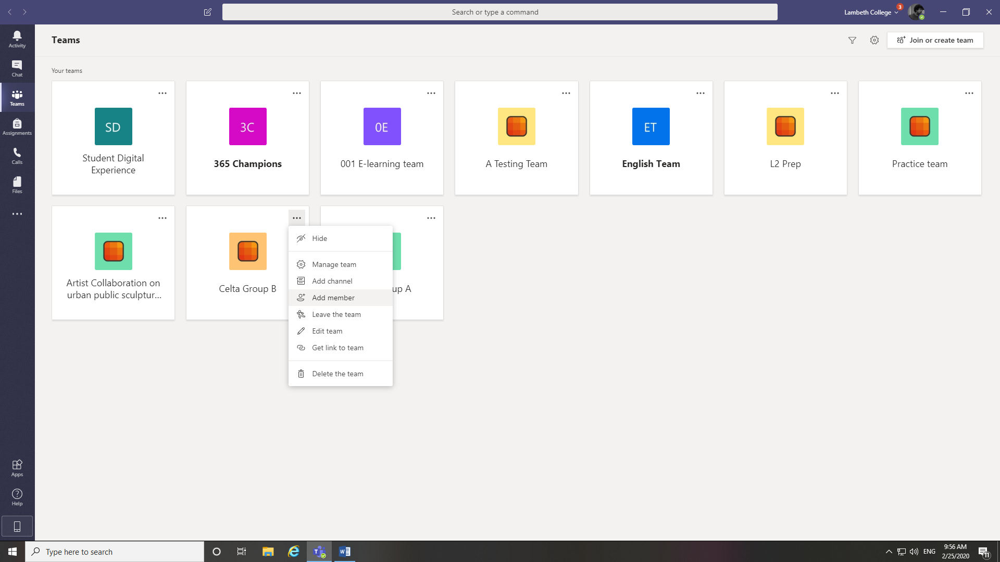 Search or type a command
Lambeth College
3
Activity
Chat
Teams
Assignments
Calls
Files
Apps
Help
Teams
Join or create team
Your teams
SD
Student Digital
Experience
3C
365 Champions
0E
001 E-learning team
A Testing Team
ET
English Team
L2 Prep
Practice team
Artist Collaboration on
urban public sculptur...
Celta Group B
up A
Hide
Manage team
Add channel
Add member
Leave the team
Edit team
Get link to team
Delete the team
Type here to search
ENG
9:56 AM
2/25/2020
11